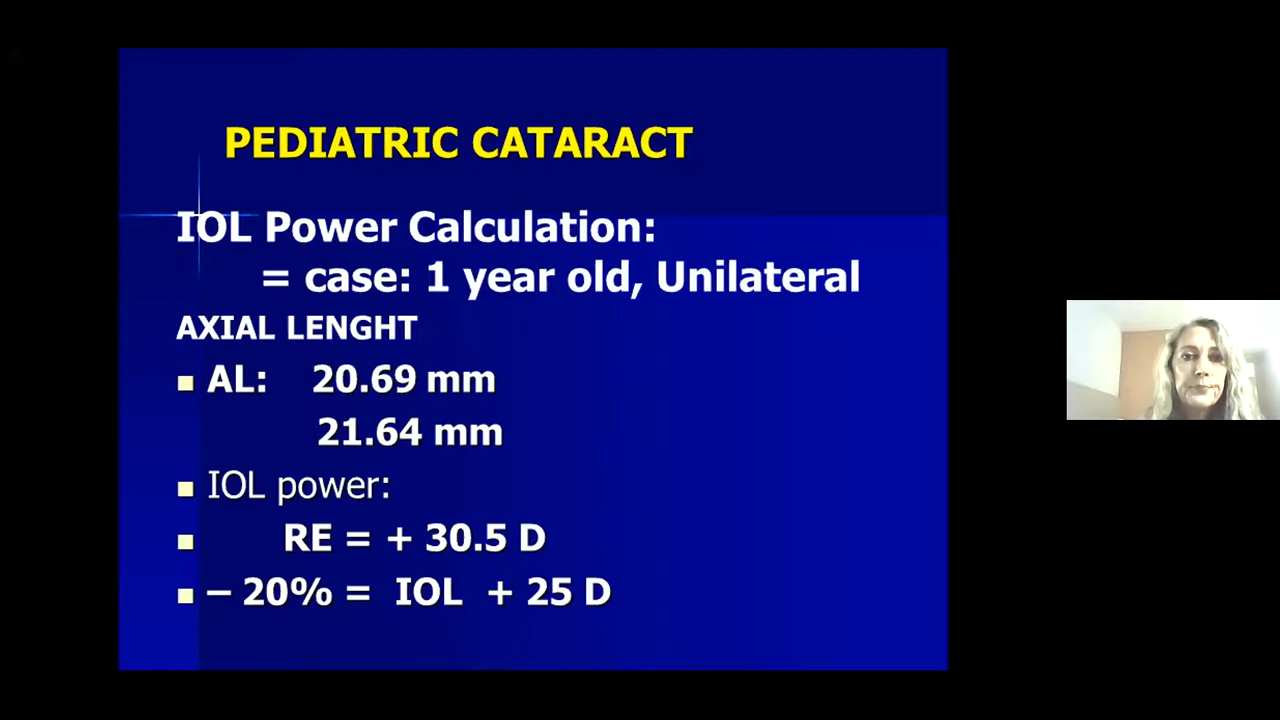 PEDIATRIC CATARACT
IOL Power Calculation:
= case: 1 year old, Unilateral
AXIAL LENGHT
■ AL: 20.69 mm
21.64 mm
■ IOL power:
■ RE = + 30.5 D
■ – 20% = IOL + 25 D